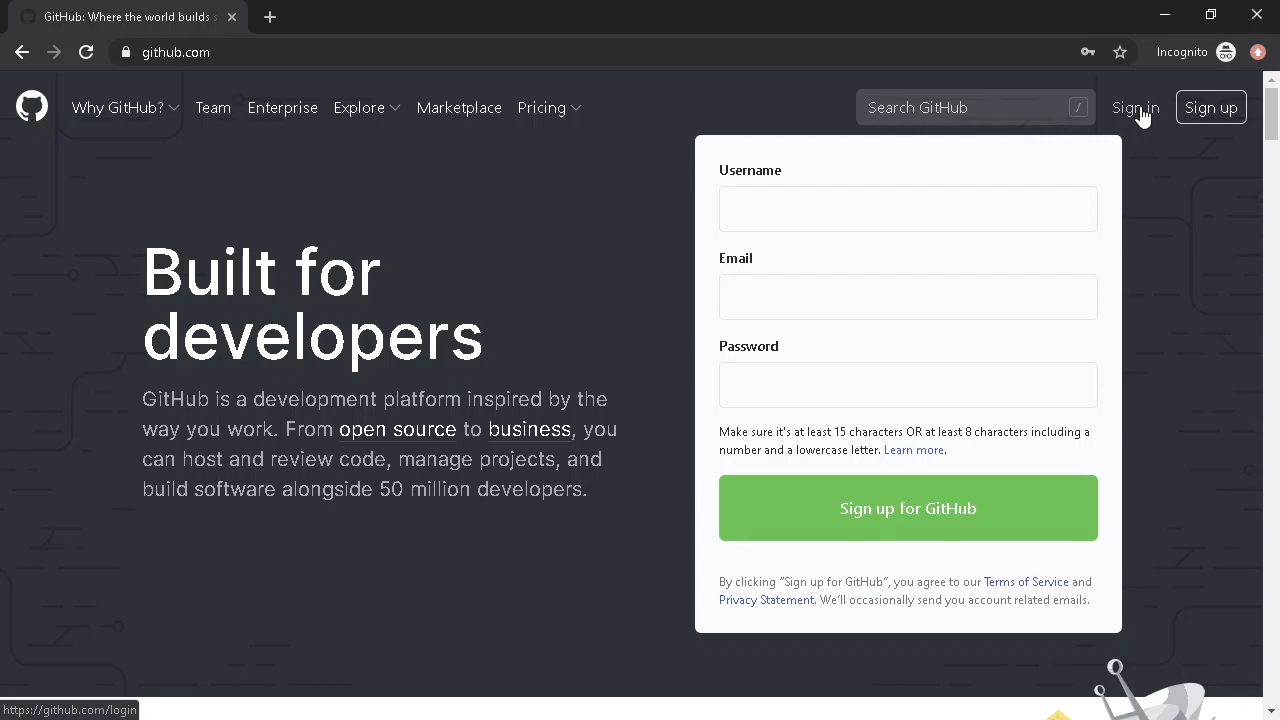 GitHub: Where the world builds s
github.com
Incognito
Why GitHub? Team Enterprise Explore Marketplace Pricing
Search GitHub /
Sign in Sign up
Built for
developers
GitHub is a development platform inspired by the
way you work. From open source to business, you
can host and review code, manage projects, and
build software alongside 50 million developers.
Username
Email
Password
Make sure it's at least 15 characters OR at least 8 characters including a
number and a lowercase letter. Learn more.
Sign up for GitHub
By clicking “Sign up for GitHub”, you agree to our Terms of Service and
Privacy Statement. We’ll occasionally send you account related emails.
https://github.com/login